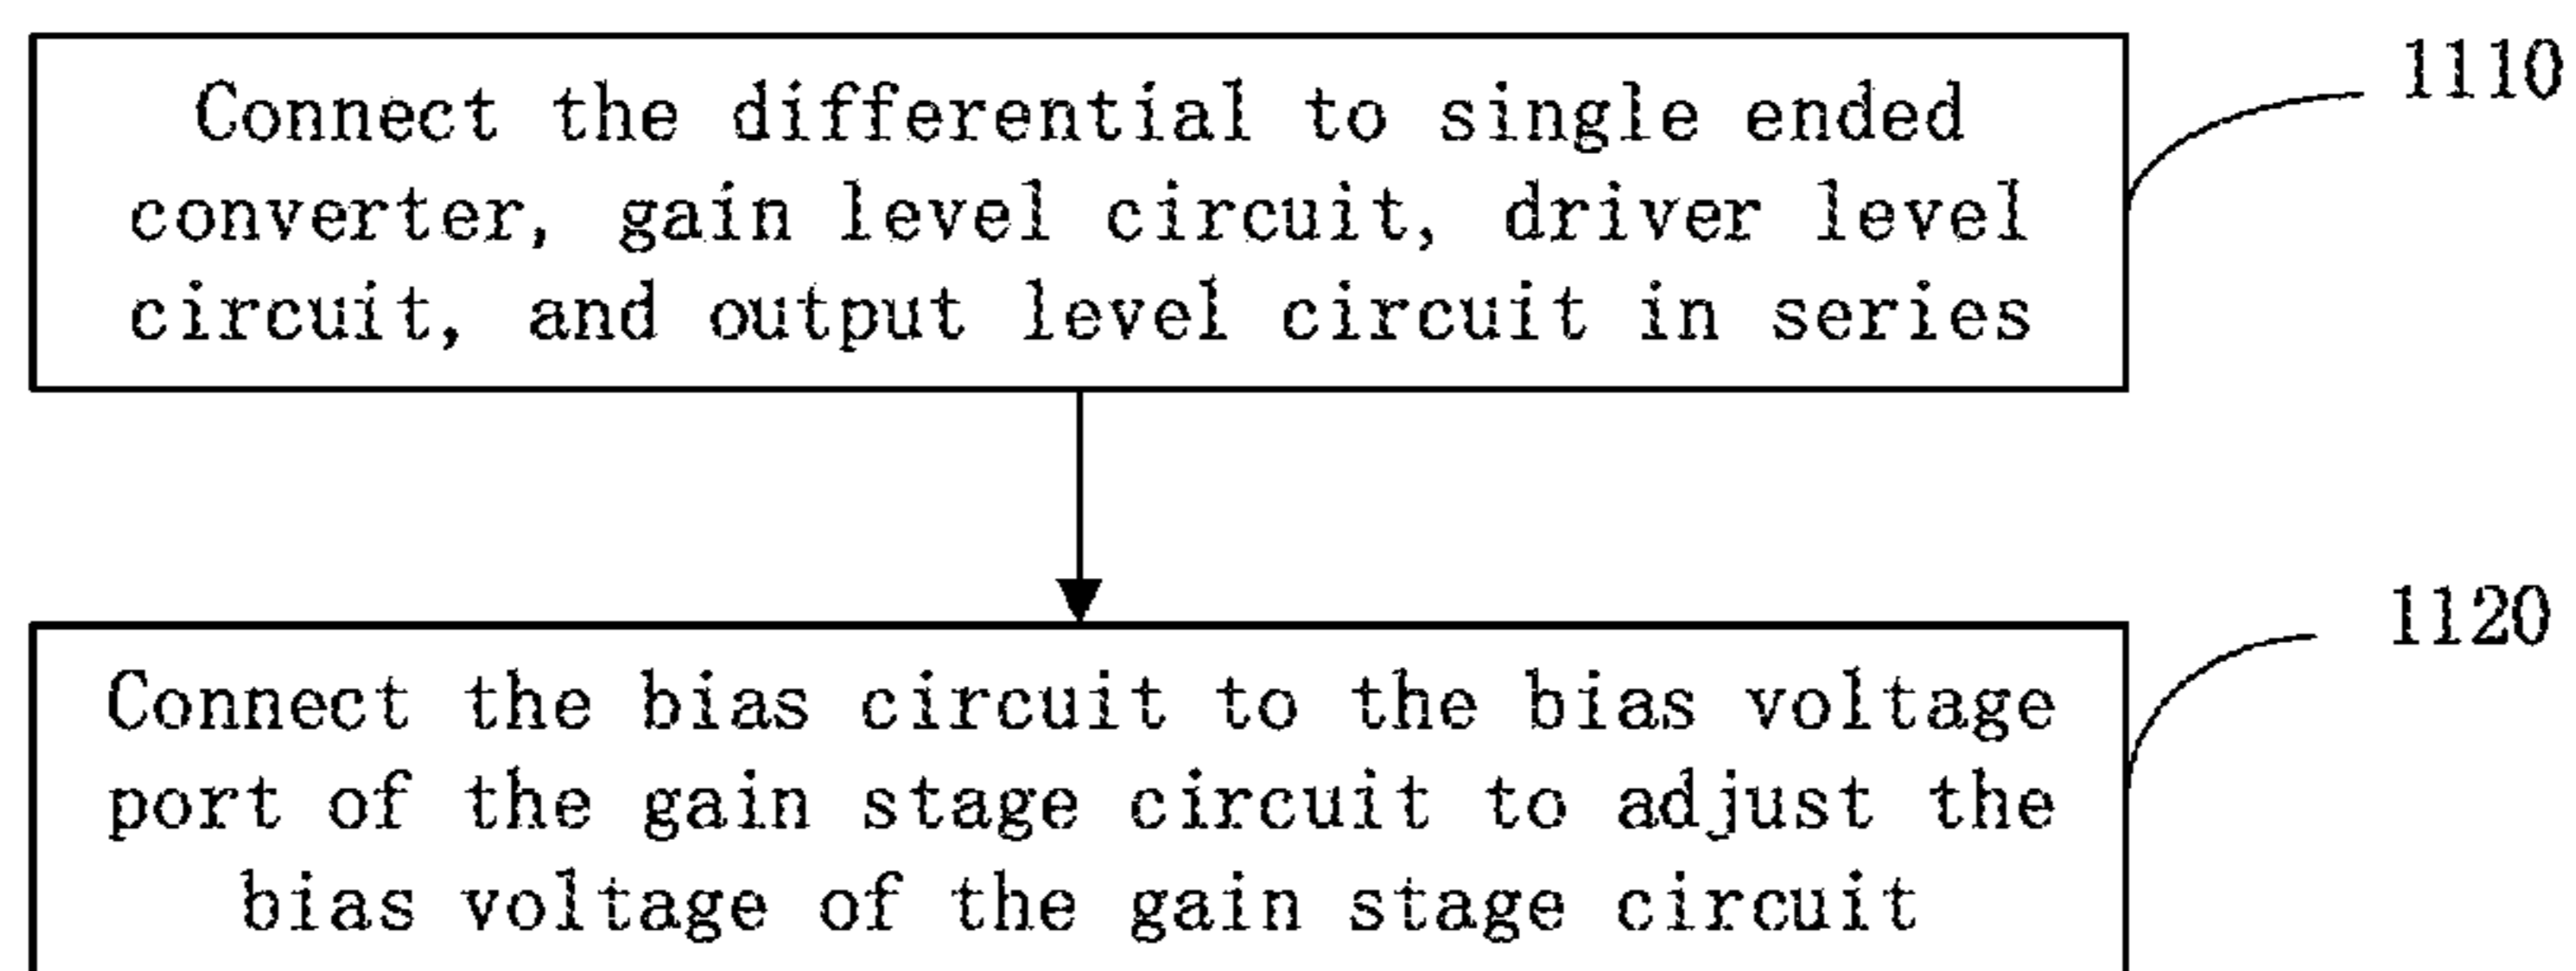 Connect the differential to single ended
converter, gain level circuit, driver level
circuit, and output level circuit in series
1110
Connect the bias circuit to the bias voltage
port of the gain stage circuit to adjust the
bias voltage of the gain stage circuit
1120